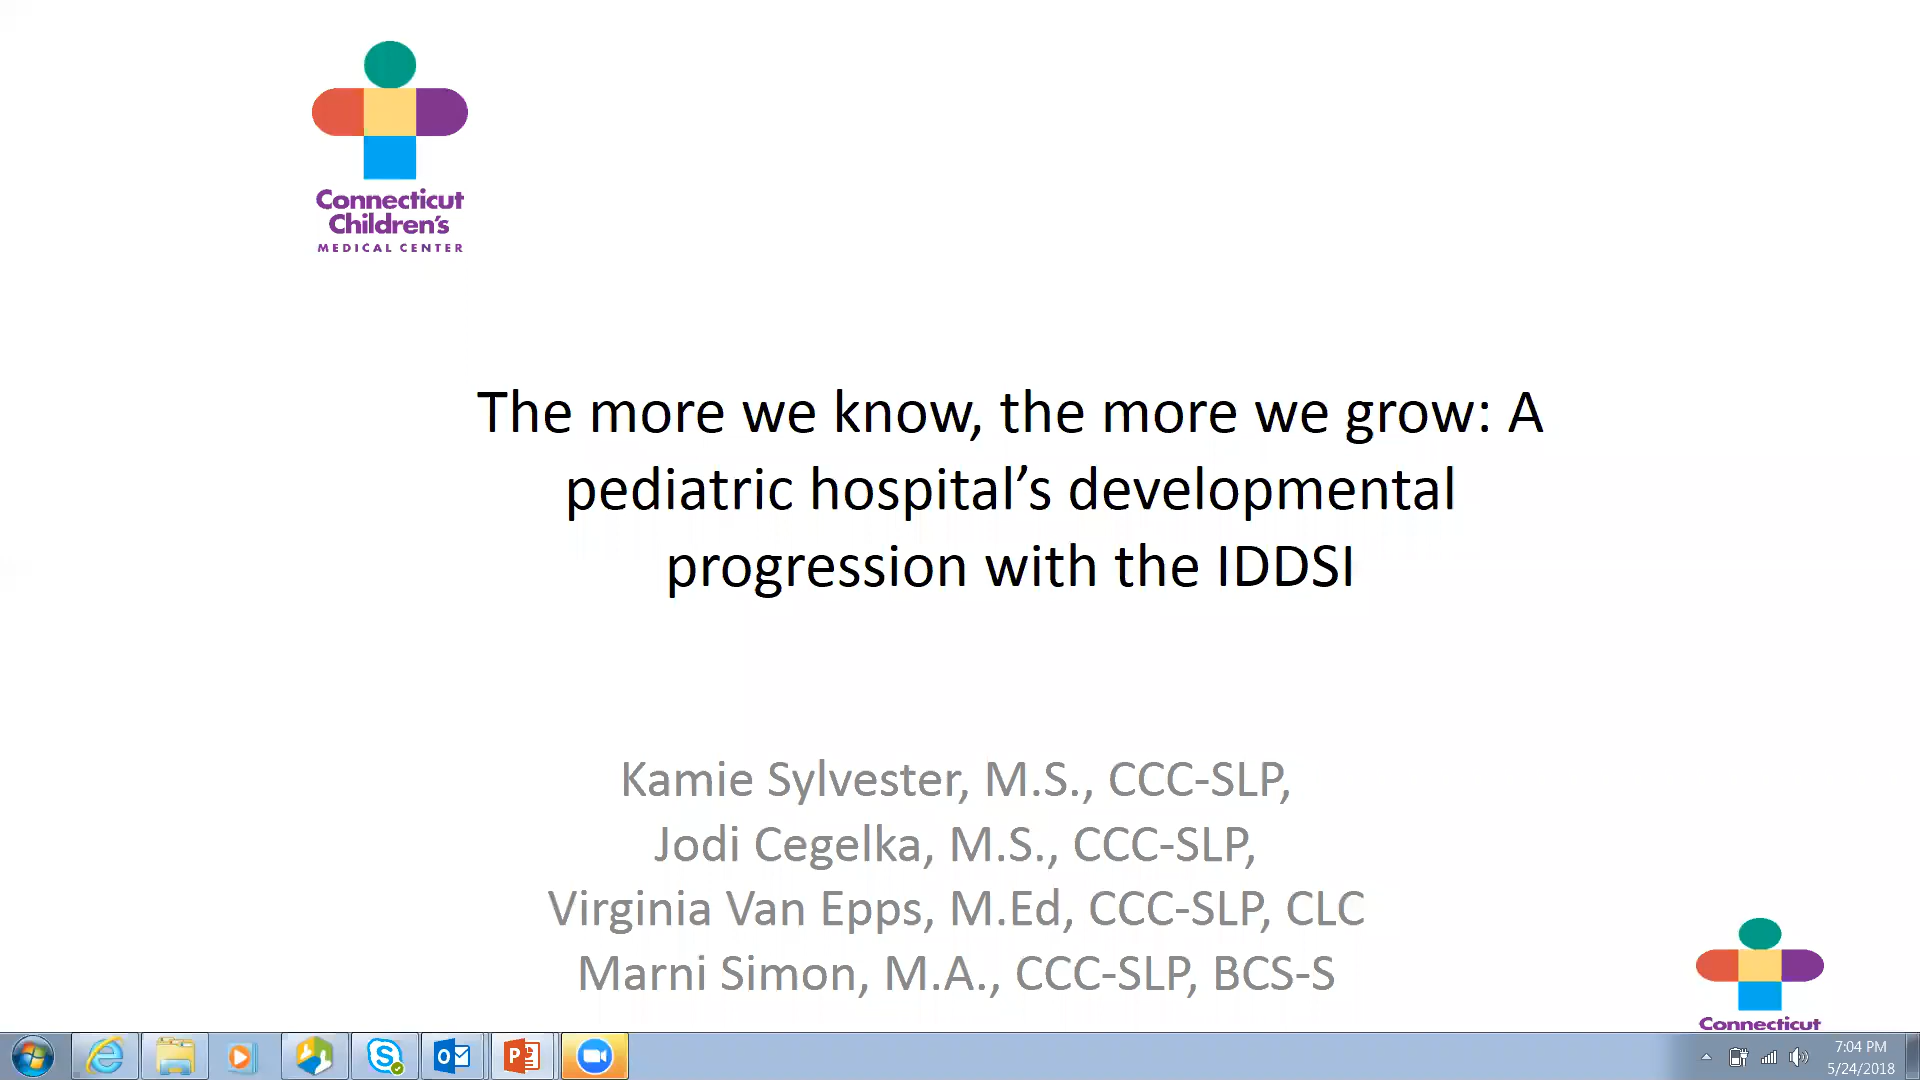 Connecticut
Children's
MEDICAL CENTER
The more we know, the more we grow: A
pediatric hospital’s developmental
progression with the IDDSI
Kamie Sylvester, M.S., CCC-SLP,
Jodi Cegelka, M.S., CCC-SLP,
Virginia Van Epps, M.Ed, CCC-SLP, CLC
Marni Simon, M.A., CCC-SLP, BCS-S
Connecticut
7:04 PM
5/24/2018